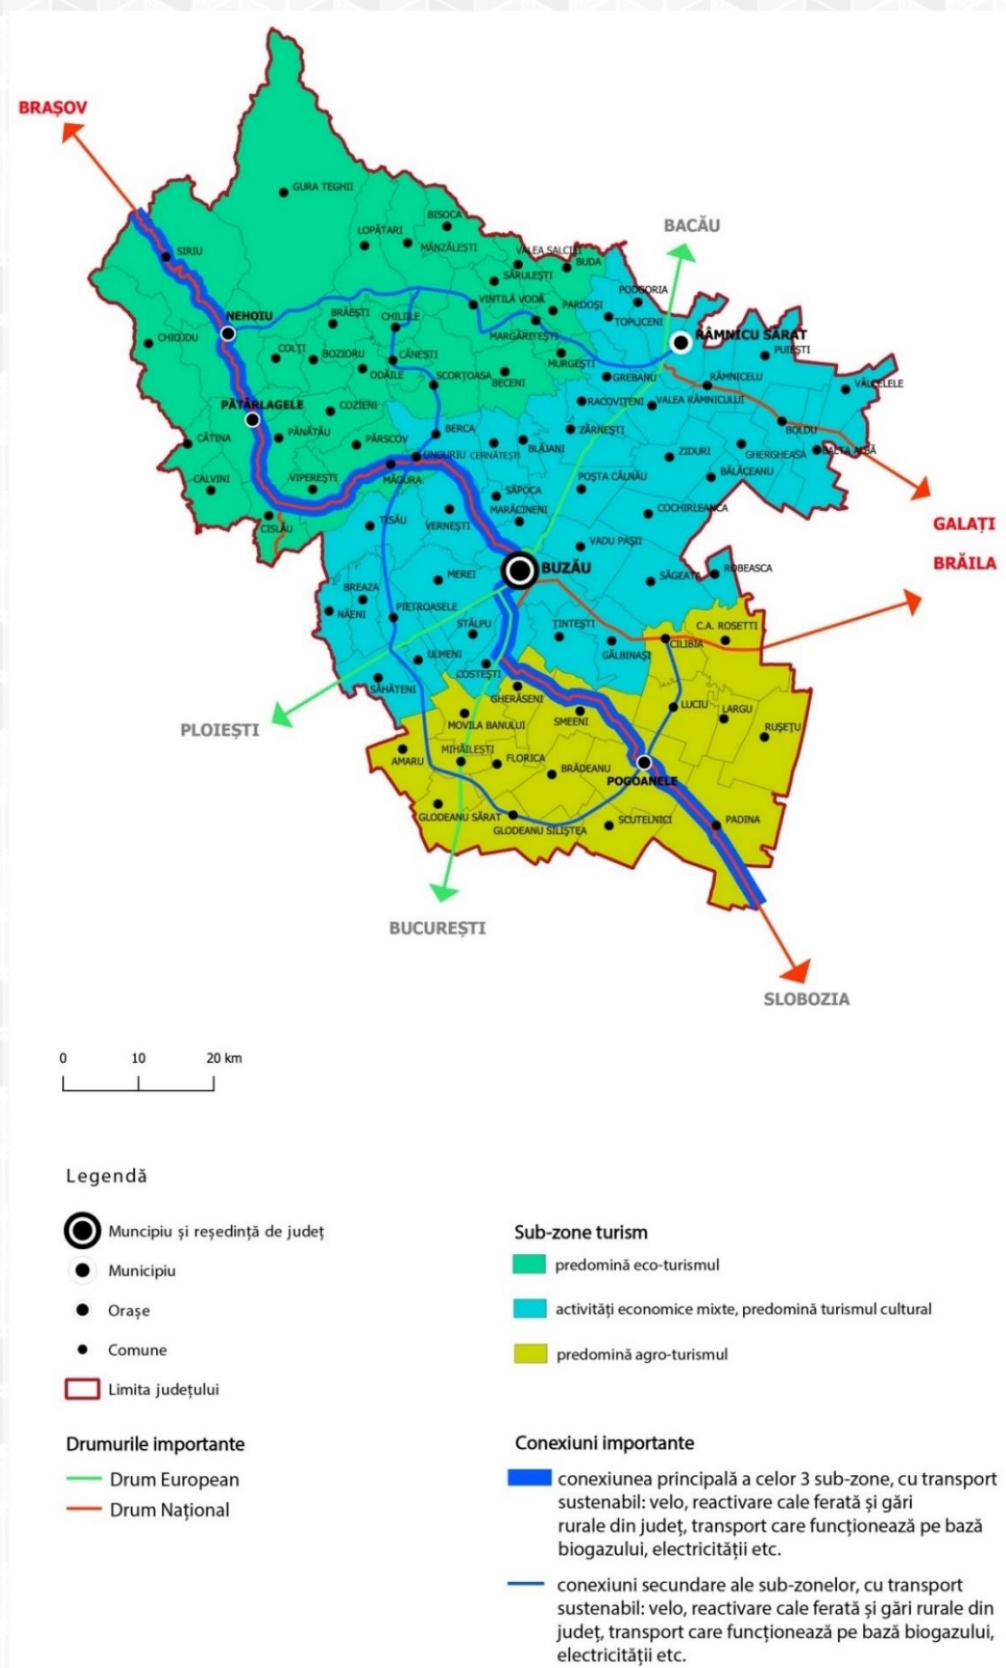 BRAȘOV
GURA TEGHII
BISOCA
LOPĂTARI
MÂNZĂLEȘTI
BACĂU
SIRIU
VALEA SALCIEI
BUDA
SĂRULEȘTI
PODGORIA
VINTILĂ VODĂ
PARDOȘI
TOPLICENI
NEHOIU
BRĂEȘTI
CHILIILE
MĂRGĂRITEȘTI
RÂMNICU SĂRAT
CHIOJDU
COLȚI
BOZIORU
CĂNEȘTI
MURGEȘTI
PUIEȘTI
ODĂILE
SCORȚOASA
BECENI
GREBANU
RÂMNICELU
VÂLCELELE
PĂTÂRLAGELE
COZIENI
RACOVIȚENI
VALEA RÂMNICULUI
CĂTINA
PĂNĂTĂU
PÂRSCOV
BERCA
ZĂRNEȘTI
BOLDU
UNGURIU
CERNĂTEȘTI
BLĂJANI
ZIDURI
GHERGHEASA
BALTA ALBĂ
CALVINI
VIPEREȘTI
MĂGURA
SĂPOCA
POȘTA CÂLNĂU
BĂLĂCEANU
GALAȚI
CISLĂU
TISĂU
VERNEȘTI
MĂRĂCINENI
COCHIRLEANCA
VADU PAȘII
BRĂILA
BUZĂU
MEREI
SĂGEATA
ROBEASCA
BREAZA
NĂENI
PIETROASELE
STÂLPU
ȚINTEȘTI
C.A. ROSETTI
CILIBIA
ULMENI
GĂLBINAȘI
COSTEȘTI
SĂHĂTENI
GHERĂSENI
PLOIEȘTI
MOVILA BANULUI
SMEENI
LUCIU
LARGU
RUȘEȚU
AMARU
MIHĂILEȘTI
FLORICA
BRĂDEANU
POGOANELE
GLODEANU SĂRAT
GLODEANU SILIȘTEA
SCUTELNICI
PADINA
BUCUREȘTI
SLOBOZIA
0 10 20 km
Legendă
Muncipiu și reședință de județ
Municipiu
Orașe
Comune
Limita județului
Drumurile importante
Drum European
Drum Național
Sub-zone turism
predomină eco-turismul
activități economice mixte, predomină turismul cultural
predomină agro-turismul
Conexiuni importante
conexiunea principală a celor 3 sub-zone, cu transport
sustenabil: velo, reactivare cale ferată și gări
rurale din județ, transport care funcționează pe bază
biogazului, electricității etc.
conexiuni secundare ale sub-zonelor, cu transport
sustenabil: velo, reactivare cale ferată și gări rurale din
județ, transport care funcționează pe bază biogazului,
electricității etc.